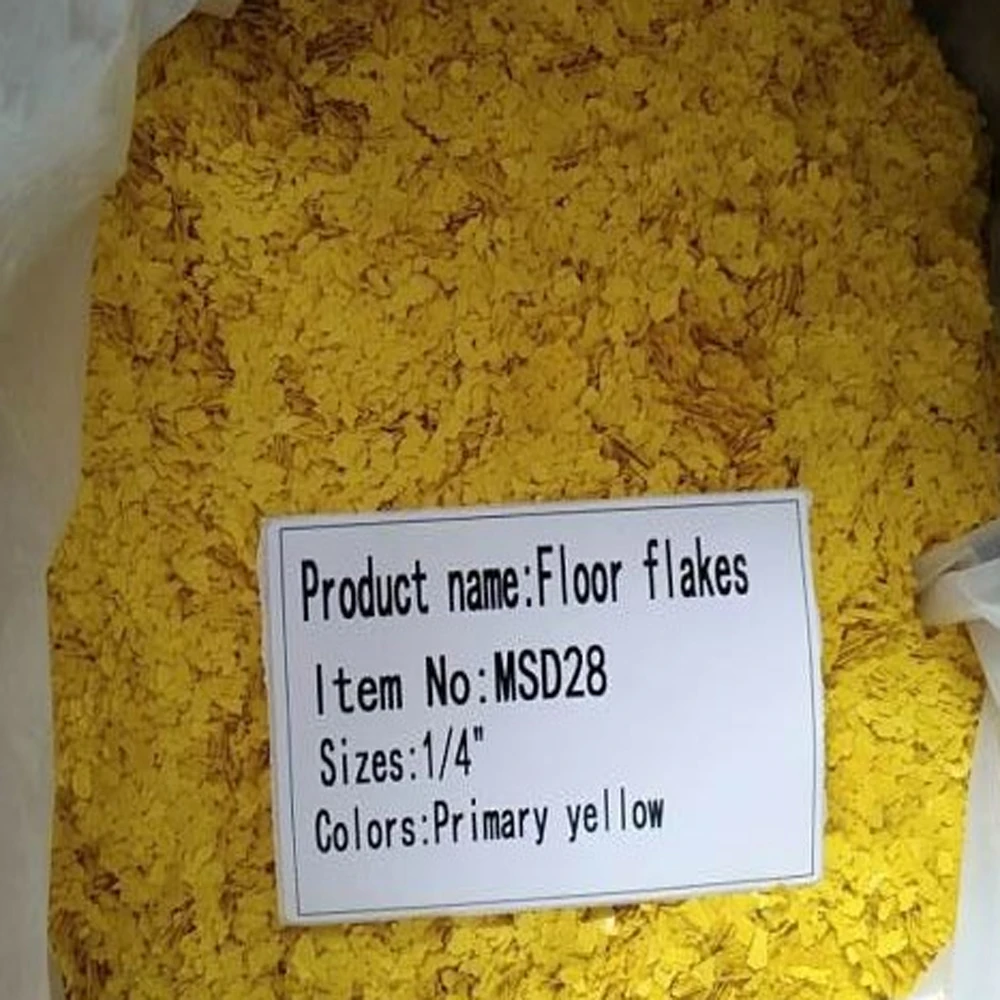 Product name:Floor flakes
Item No:MSD28
Sizes:1/4"
Colors:Primary yellow